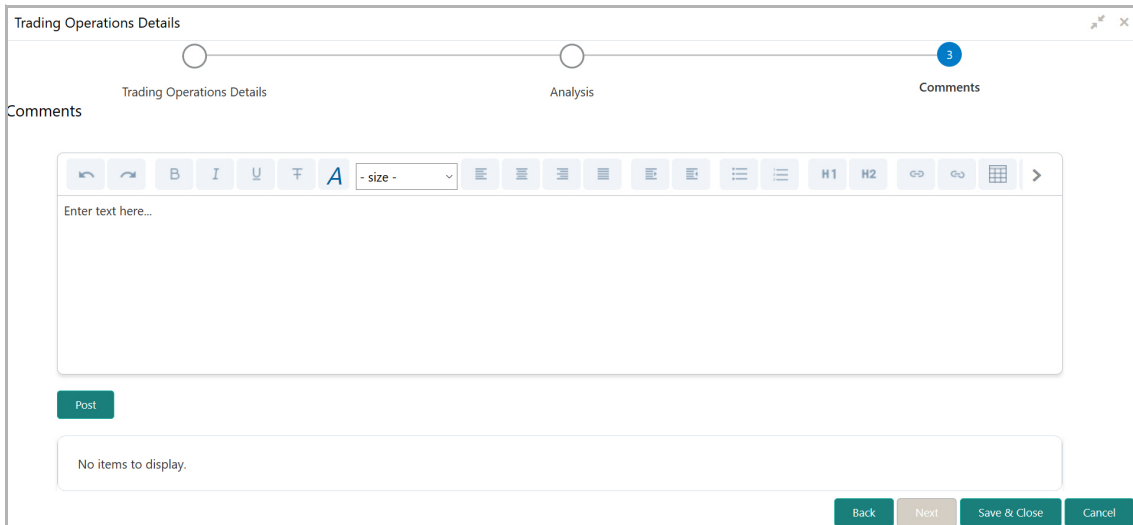 Trading Operations Details
3
Trading Operations Details Analysis Comments
Comments
B I U T A - size - H1 H2
Enter text here...
Post
No items to display.
Back Next Save & Close Cancel